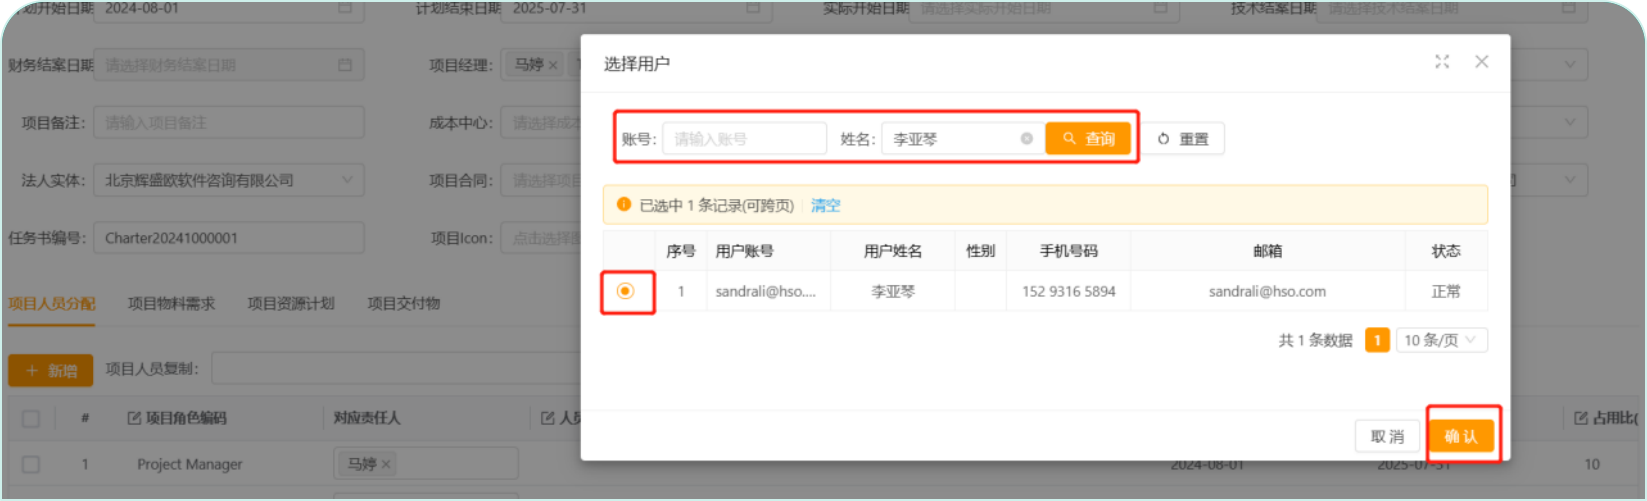 计划开始日期 2024-08-01 计划结束日期 2025-07-31 实际开始日期 请选择实际开始日期 技术结案日期 请选择技术结案日期
财务结案日期 请选择财务结案日期 项目经理: 马婷 ×
选择用户
项目备注: 请输入项目备注 成本中心: 请选择成本
账号: 请输入账号 姓名: 李亚琴 查询 重置
法人实体: 北京辉盛欧软件咨询有限公司 项目合同: 请选择项目
已选中 1 条记录(可跨页) 清空
任务书编号: Charter20241000001 项目Icon: 点击选择
序号 用户账号 用户姓名 性别 手机号码 邮箱 状态
1 sandrali@hso.... 李亚琴 152 9316 5894 sandrali@hso.com 正常
项目人员分配 项目物料需求 项目资源计划 项目交付物
共 1 条数据 1 10 条/页
+ 新增 项目人员复制:
# 项目角色编码 对应责任人 人员 占用比(
取消 确认
1 Project Manager 马婷 × 2024-08-01 2025-07-31 10